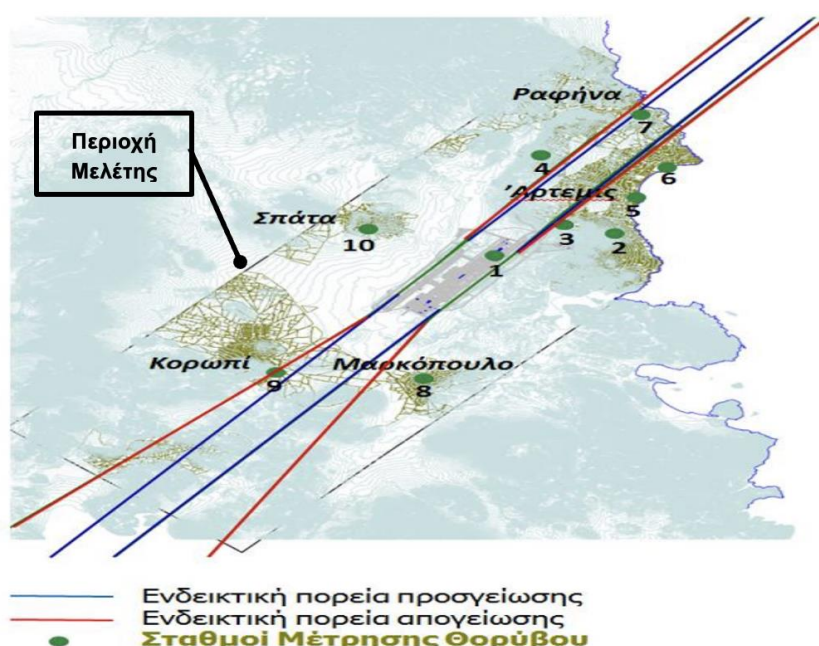 Ραφήνα
7
Περιοχή
Μελέτης
4
6
Άρτεμις
5
Σπάτα
10
3
2
1
Κορωπί
Μαρκόπουλο
9
8
Ενδεικτική πορεία προσγείωσης
Ενδεικτική πορεία απογείωσης
Σταθμοί Μέτρησης Θορύβου